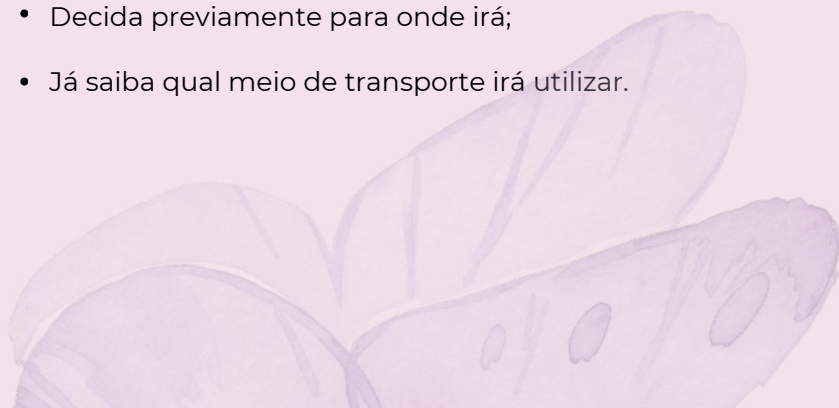 • Decida previamente para onde irá;
• Já saiba qual meio de transporte irá utilizar.